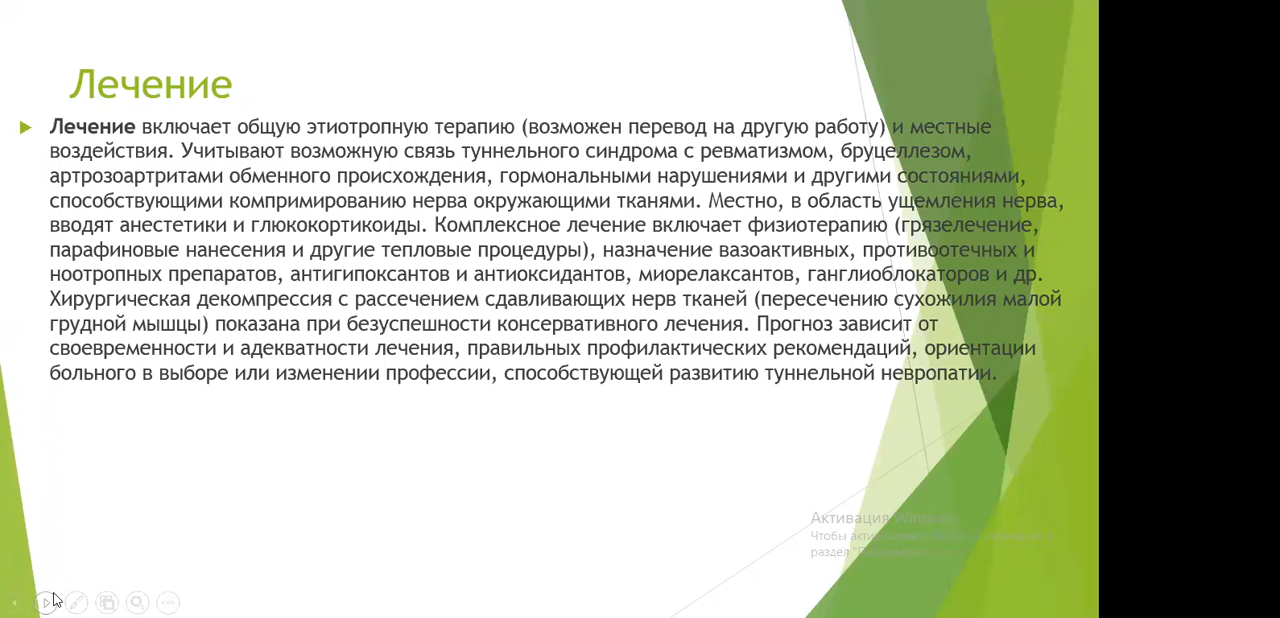 Лечение
Лечение включает общую этиотропную терапию (возможен перевод на другую работу) и местные
воздействия. Учитывают возможную связь туннельного синдрома с ревматизмом, бруцеллезом,
артрозоартритами обменного происхождения, гормональными нарушениями и другими состояниями,
способствующими компримированию нерва окружающими тканями. Местно, в область ущемления нерва,
вводят анестетики и глюкокортикоиды. Комплексное лечение включает физиотерапию (грязелечение,
парафиновые нанесения и другие тепловые процедуры), назначение вазоактивных, противоотечных и
ноотропных препаратов, антигипоксантов и антиоксидантов, миорелаксантов, ганглиоблокаторов и др.
Хирургическая декомпрессия с рассечением сдавливающих нерв тканей (пересечению сухожилия малой
грудной мышцы) показана при безуспешности консервативного лечения. Прогноз зависит от
своевременности и адекватности лечения, правильных профилактических рекомендаций, ориентации
больного в выборе или изменении профессии, способствующей развитию туннельной невропатии.
Активация Windows
Чтобы
раздел